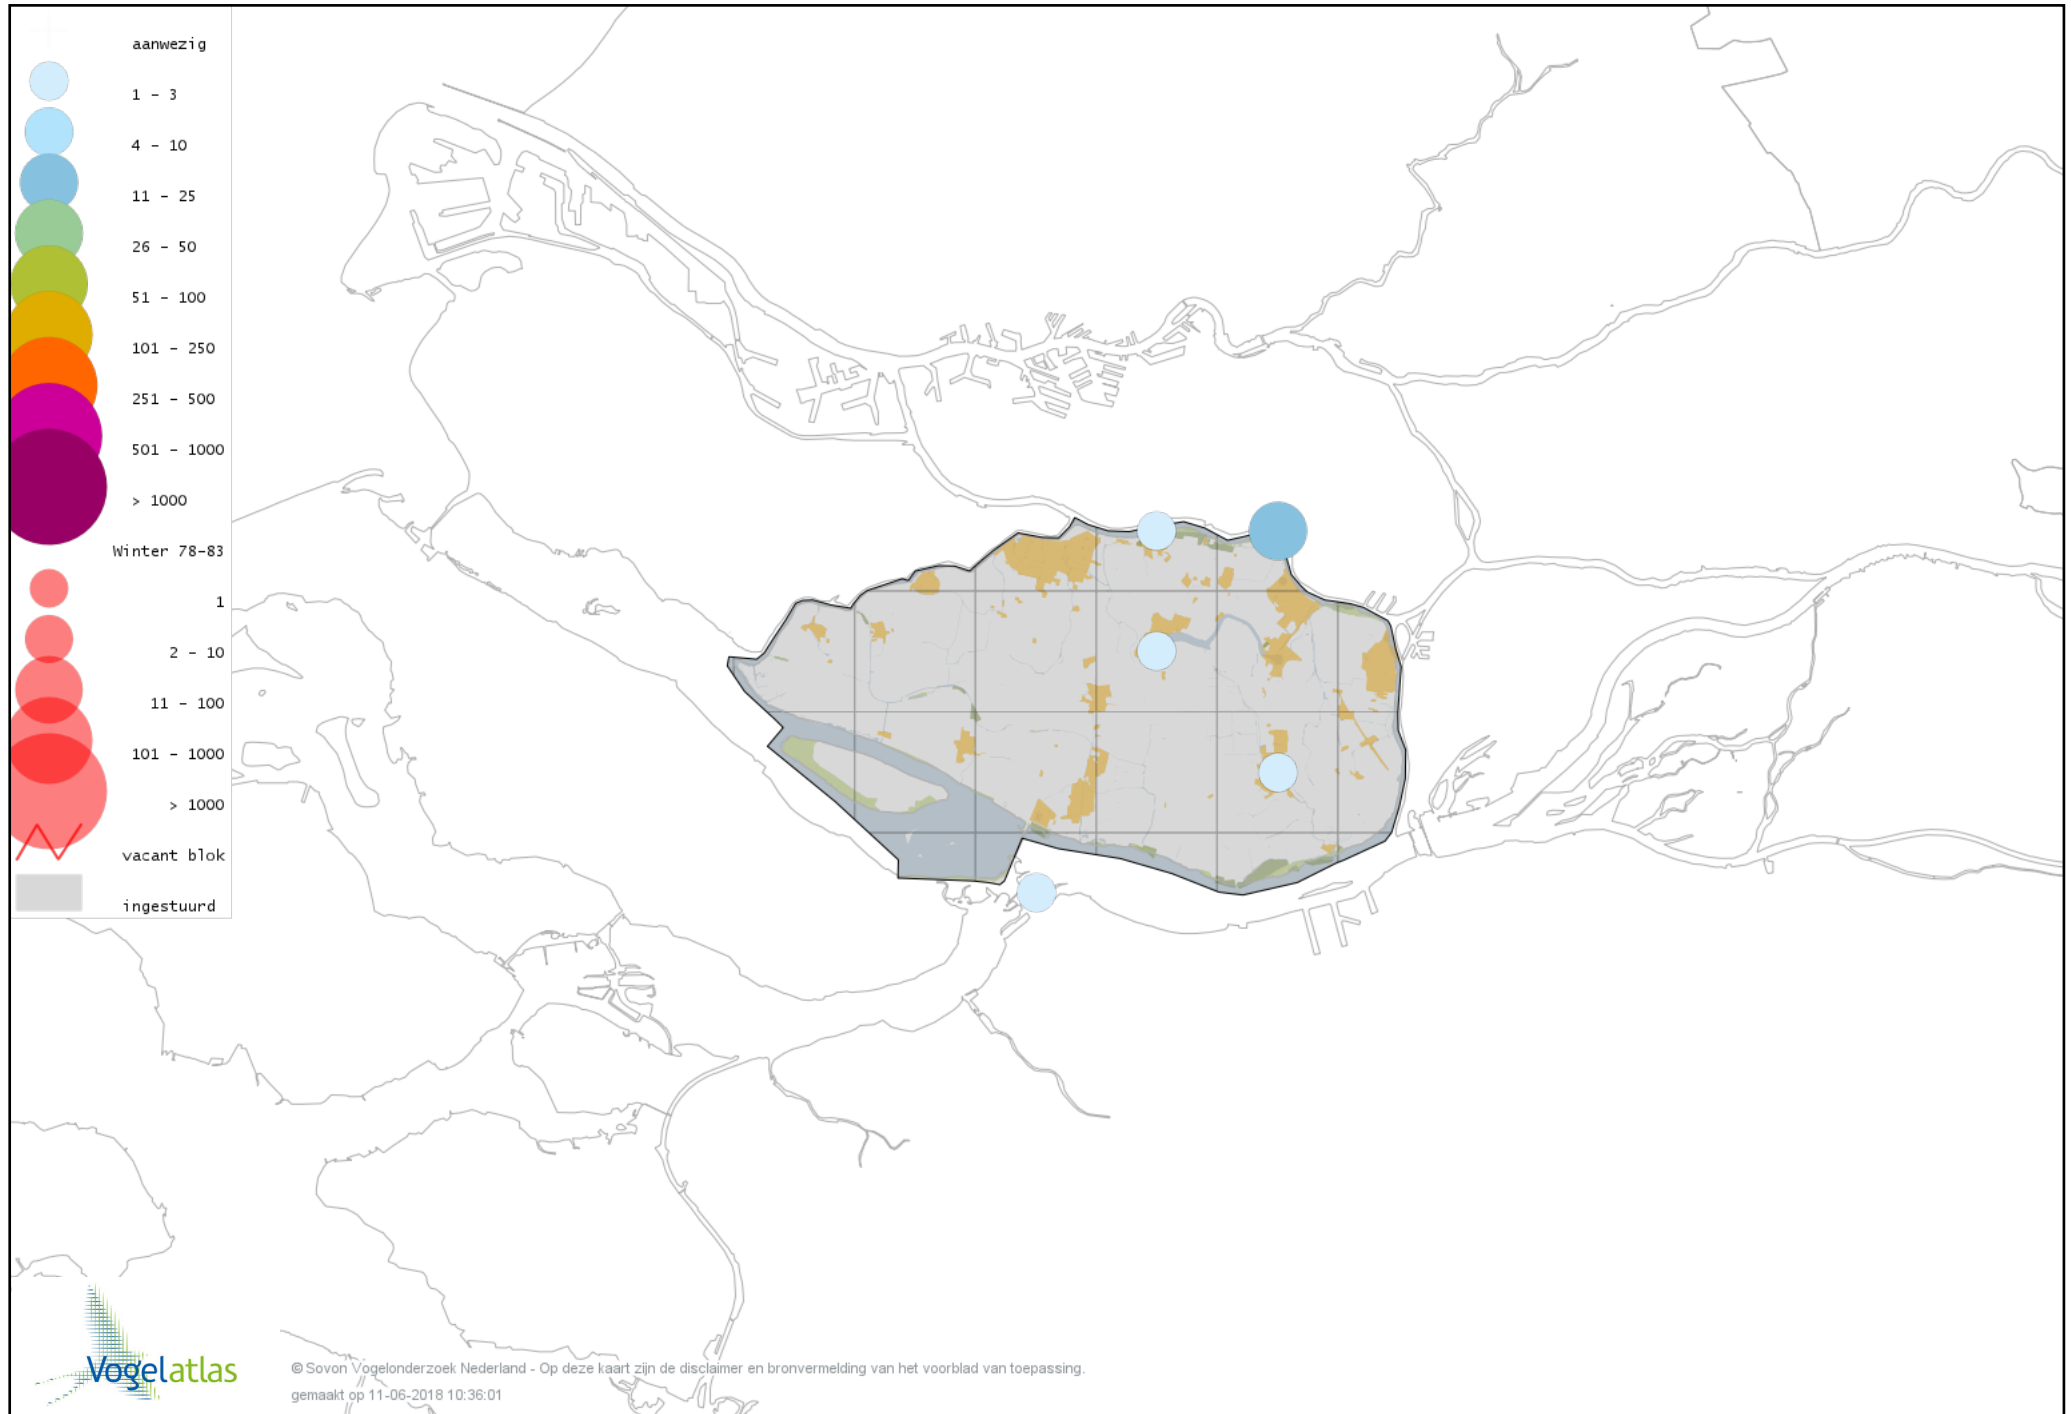 aanwezig
1 – 3
4 – 10
11 – 25
26 – 50
51 – 100
101 – 250
251 – 500
501 – 1000
> 1000
Winter 78-83
1
2 – 10
11 – 100
101 – 1000
> 1000
vacant blok
ingestuurd
Vogelatlas
© Sovon Vogelonderzoek Nederland - Op deze kaart zijn de disclaimer en bronvermelding van het voorblad van toepassing.
gemaakt op 11-06-2018 10:36:01